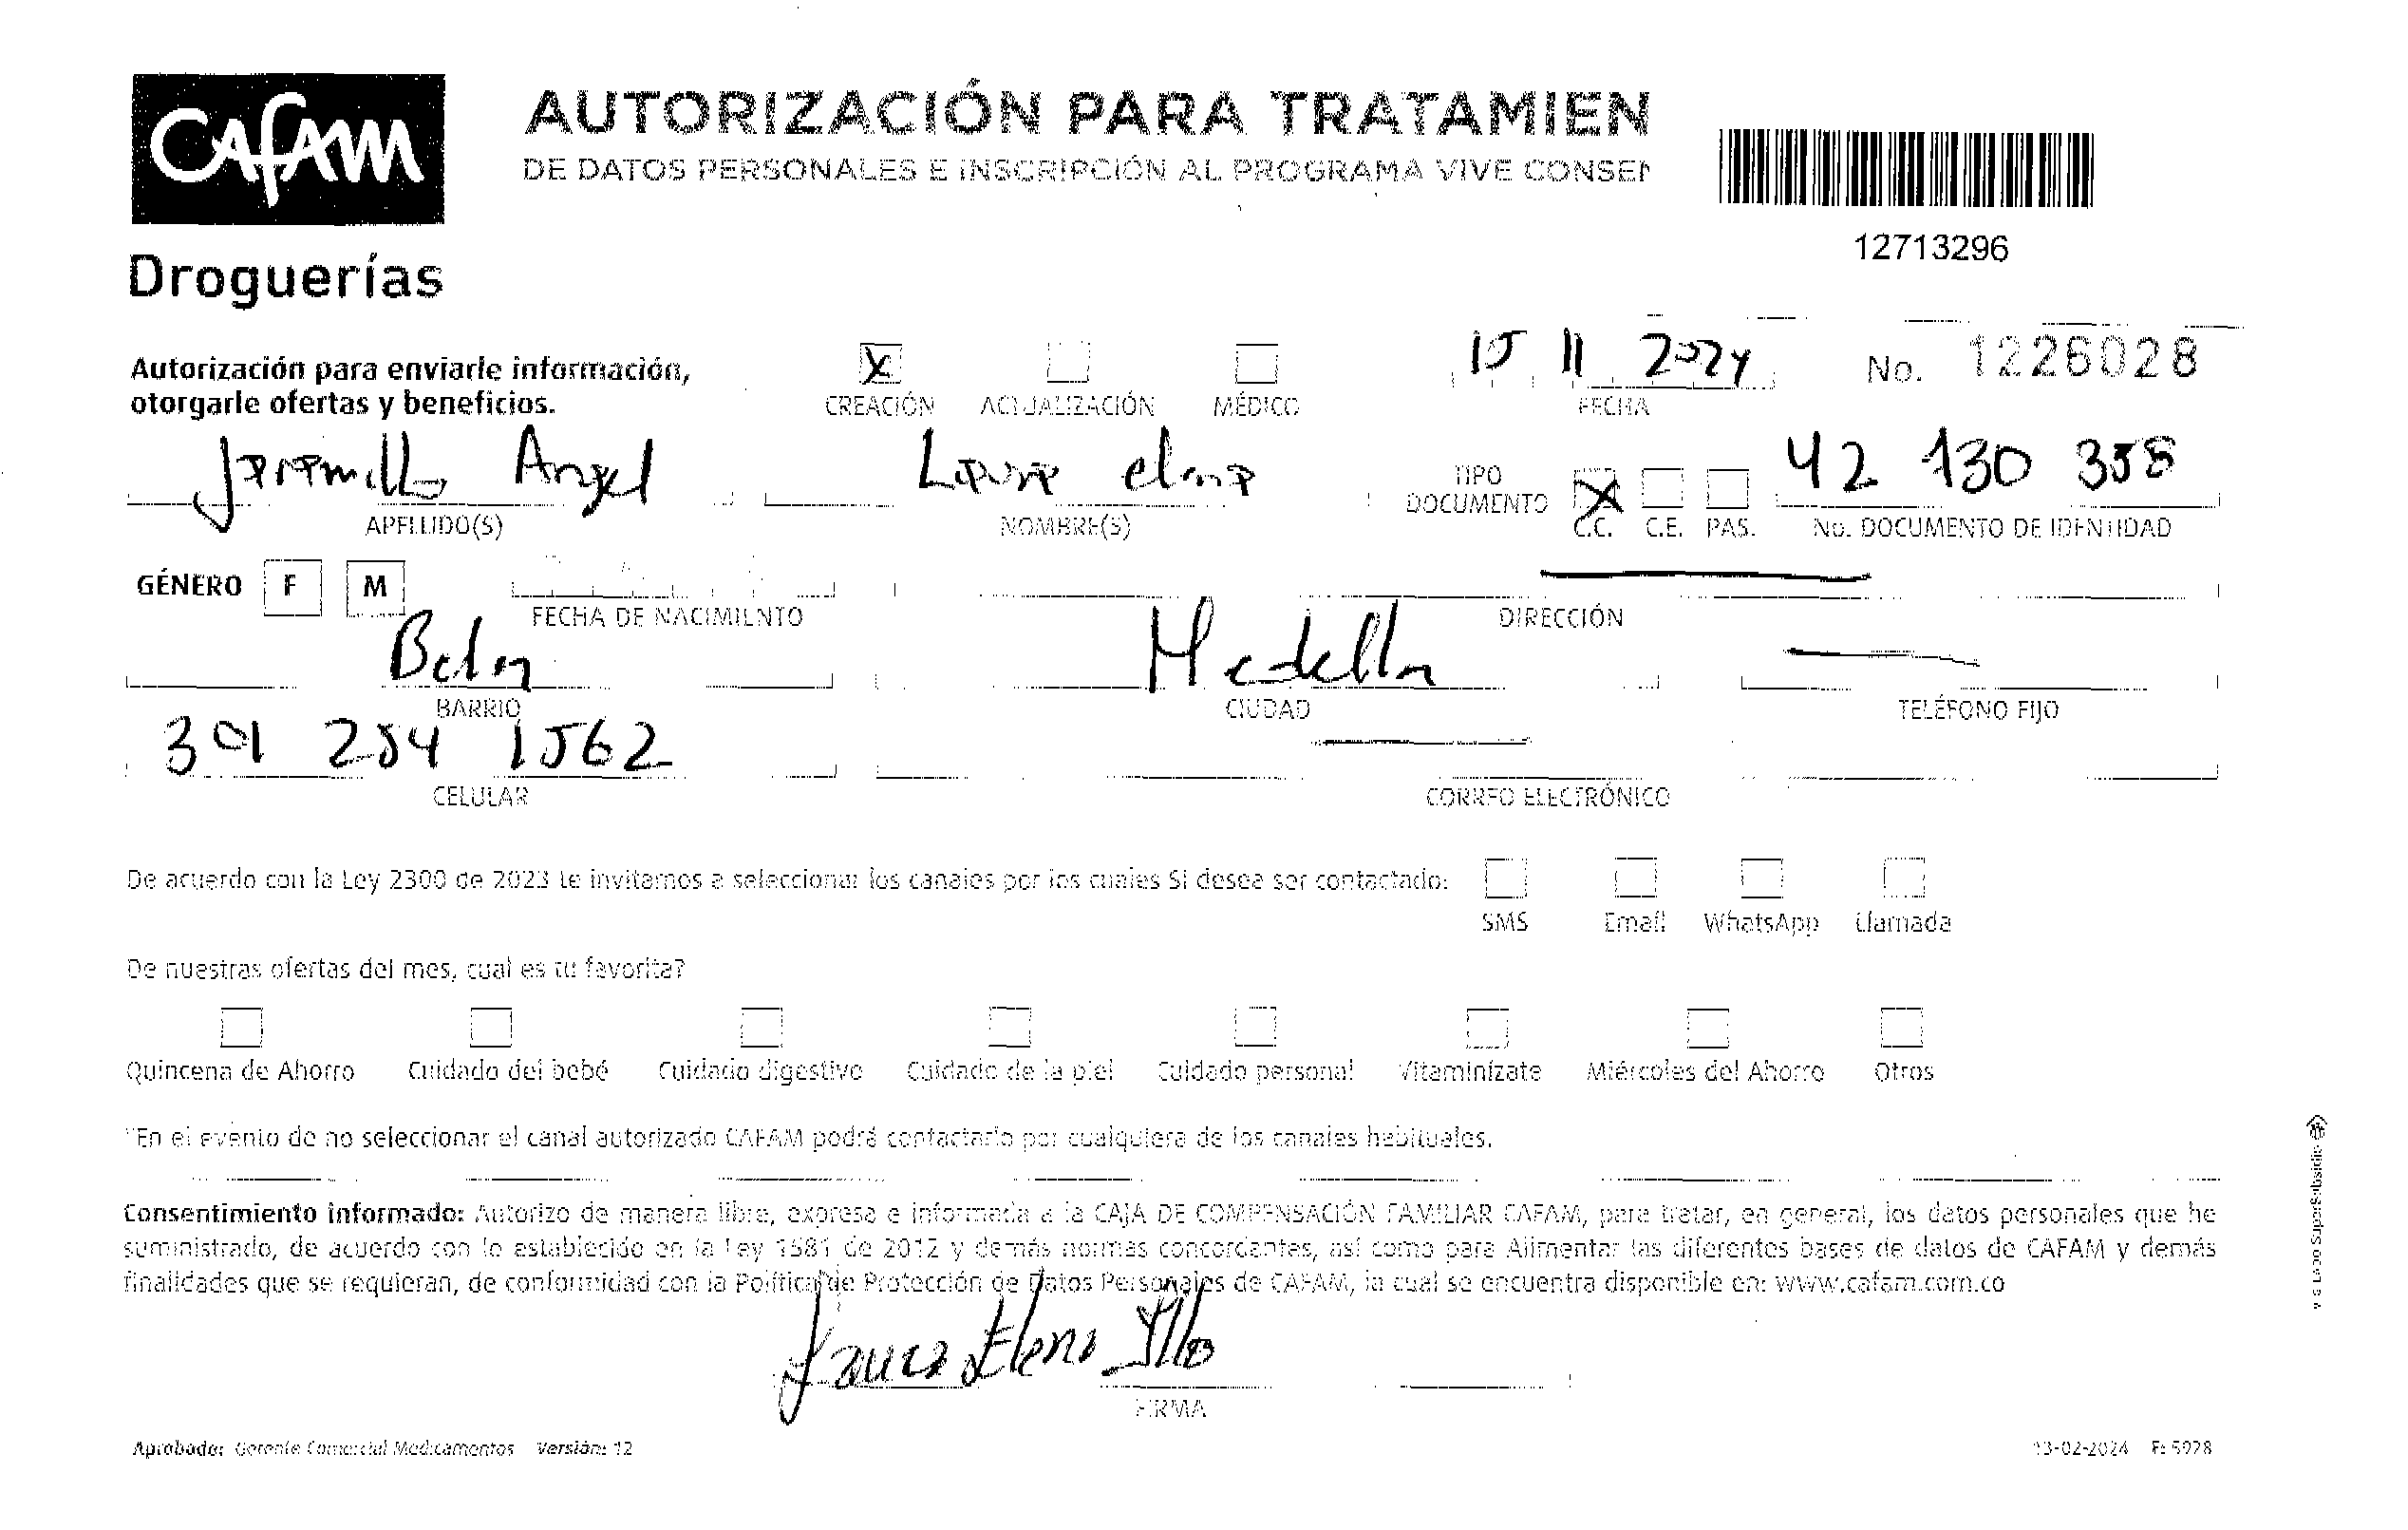 Cafam
Droguerías
AUTORIZACIÓN PARA TRATAMIEN
DE DATOS PERSONALES E INSCRIPCIÓN AL PROGRAMA VIVE CONSEN
12713296
Autorización para enviarle información,
otorgarle ofertas y beneficios.
X
CREACIÓN ACTUALIZACIÓN MÉDICO
15 11 2024
FECHA
No. 1226028
Jaramillo Angel
APELLIDO(S)
Laura elena
NOMBRE(S)
TIPO
DOCUMENTO
X
C.C. C.E. PAS.
42 130 358
No. DOCUMENTO DE IDENTIDAD
GÉNERO F M
FECHA DE NACIMIENTO
DIRECCIÓN
Belen
BARRIO
Medellin
CIUDAD
TELÉFONO FIJO
301 254 1562
CELULAR
CORREO ELECTRÓNICO
De acuerdo con la Ley 2300 de 2023 te invitamos a seleccionar los canales por los cuales SI desea ser contactado:
SMS Email WhatsApp Llamada
De nuestras ofertas del mes, cual es tu favorita?
Quincena de Ahorro Cuidado del bebé Cuidado digestivo Cuidado de la piel Cuidado personal Vitaminízate Miércoles del Ahorro Otros
"En el evento de no seleccionar el canal autorizado CAFAM podrá contactarlo por cualquiera de los canales habituales.
Consentimiento informado: Autorizo de manera libre, expresa e informada a la CAJA DE COMPENSACIÓN FAMILIAR CAFAM, para tratar, en general, los datos personales que he
suministrado, de acuerdo con lo establecido en la Ley 1581 de 2012 y demás normas concordantes, así como para Alimentar las diferentes bases de datos de CAFAM y demás
finalidades que se requieran, de conformidad con la Política de Protección de Datos Personales de CAFAM, la cual se encuentra disponible en: www.cafam.com.co
Laura Elena Jllo
FIRMA
Aprobado: Gerente Comercial Medicamentos Versión: 12
13-02-2024 F: 5928
VIGILADO SuperSubsidio